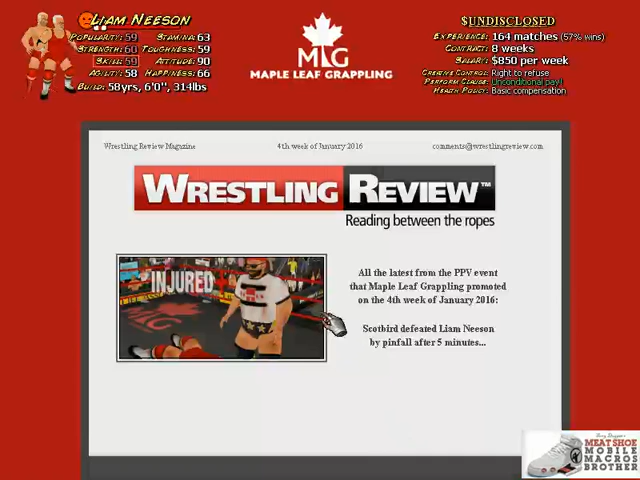 Liam Neeson
Popularity: 59 Stamina: 63
Strength: 60 Toughness: 59
Skill: 59 Attitude: 90
Agility: 58 Happiness: 66
Build: 58yrs, 6'0", 314lbs
MLG
MAPLE LEAF GRAPPLING
$UNDISCLOSED
Experience: 164 matches (57% wins)
Contract: 8 weeks
Salary: $850 per week
Creative Control: Right to refuse
Perform Clause: Unconditional pay!!
Health Policy: Basic compensation
Wrestling Review Magazine 4th week of January 2016 comments@wrestlingreview.com
WRESTLING REVIEW™
Reading between the ropes
INJURED
All the latest from the PPV event
that Maple Leaf Grappling promoted
on the 4th week of January 2016:
Scotbird defeated Liam Neeson
by pinfall after 5 minutes...
MEATSHOE
MOBILE
MACROS
BROTHER